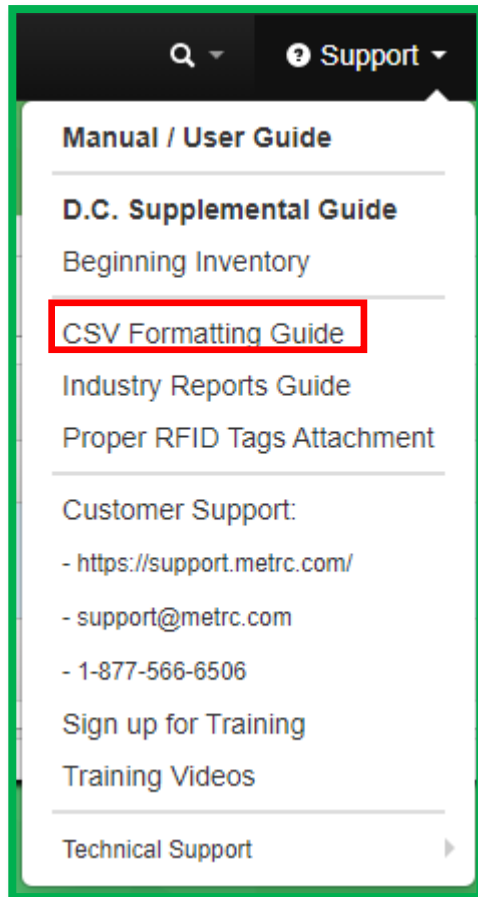 Support
Manual / User Guide
D.C. Supplemental Guide
Beginning Inventory
CSV Formatting Guide
Industry Reports Guide
Proper RFID Tags Attachment
Customer Support:
- https://support.metrc.com/
- support@metrc.com
- 1-877-566-6506
Sign up for Training
Training Videos
Technical Support